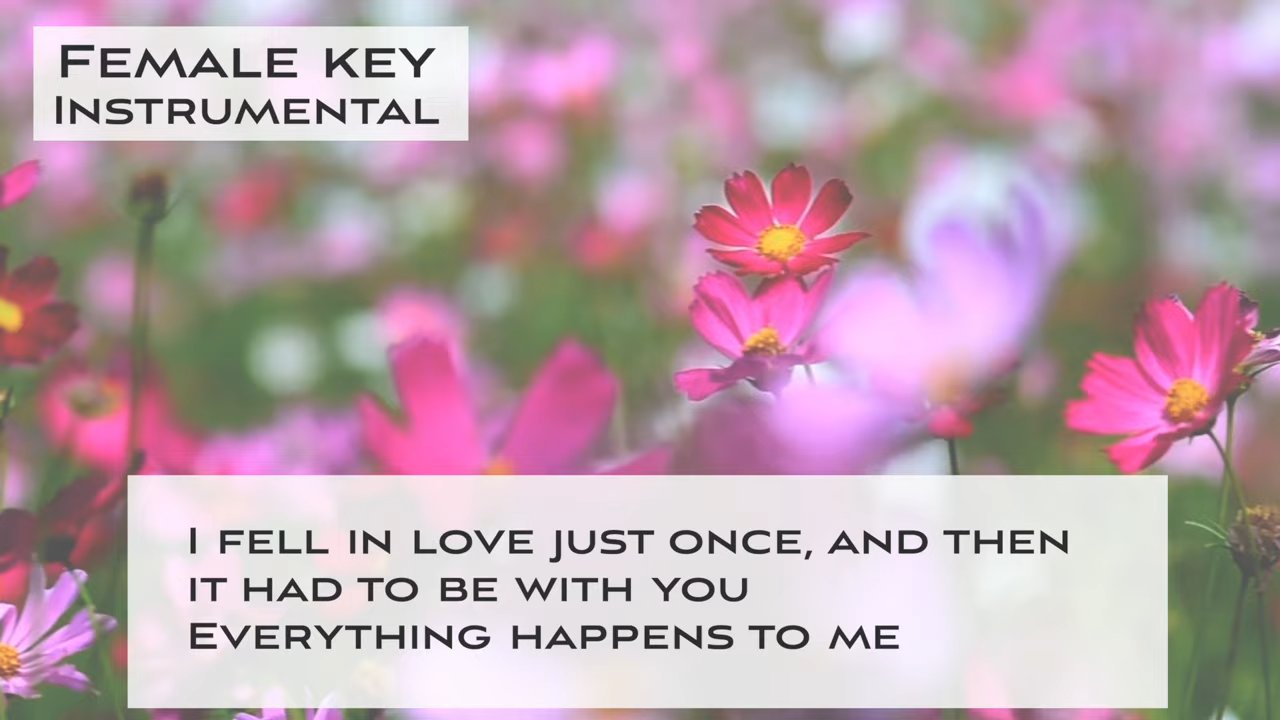 Female key
Instrumental
I fell in love just once, and then
it had to be with you
Everything happens to me